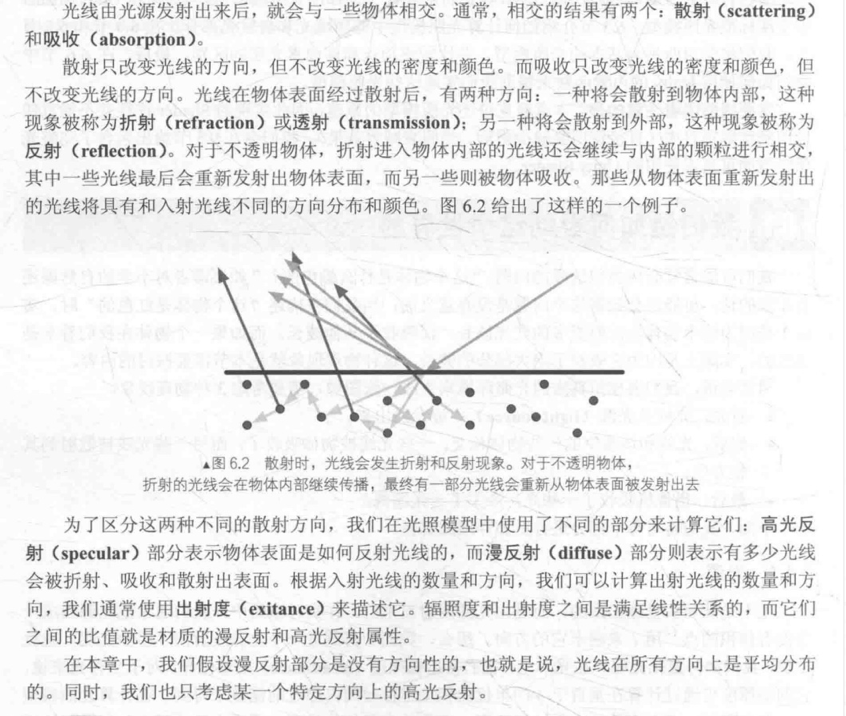 光线由光源发射出来后，就会与一些物体相交。通常，相交的结果有两个：散射（scattering）
和吸收（absorption）。
散射只改变光线的方向，但不改变光线的密度和颜色。而吸收只改变光线的密度和颜色，但
不改变光线的方向。光线在物体表面经过散射后，有两种方向：一种将会散射到物体内部，这种
现象被称为折射（refraction）或透射（transmission）；另一种将会散射到外部，这种现象被称为
反射（reflection）。对于不透明物体，折射进入物体内部的光线还会继续与内部的颗粒进行相交，
其中一些光线最后会重新发射出物体表面，而另一些则被物体吸收。那些从物体表面重新发射出
的光线将具有和入射光线不同的方向分布和颜色。图 6.2 给出了这样的一个例子。
▲图 6.2 散射时，光线会发生折射和反射现象。对于不透明物体，
折射的光线会在物体内部继续传播，最终有一部分光线会重新从物体表面被发射出去
为了区分这两种不同的散射方向，我们在光照模型中使用了不同的部分来计算它们：高光反
射（specular）部分表示物体表面是如何反射光线的，而漫反射（diffuse）部分则表示有多少光线
会被折射、吸收和散射出表面。根据入射光线的数量和方向，我们可以计算出射光线的数量和方
向，我们通常使用出射度（exitance）来描述它。辐照度和出射度之间是满足线性关系的，而它们
之间的比值就是材质的漫反射和高光反射属性。
在本章中，我们假设漫反射部分是没有方向性的，也就是说，光线在所有方向上是平均分布
的。同时，我们也只考虑某一个特定方向上的高光反射。